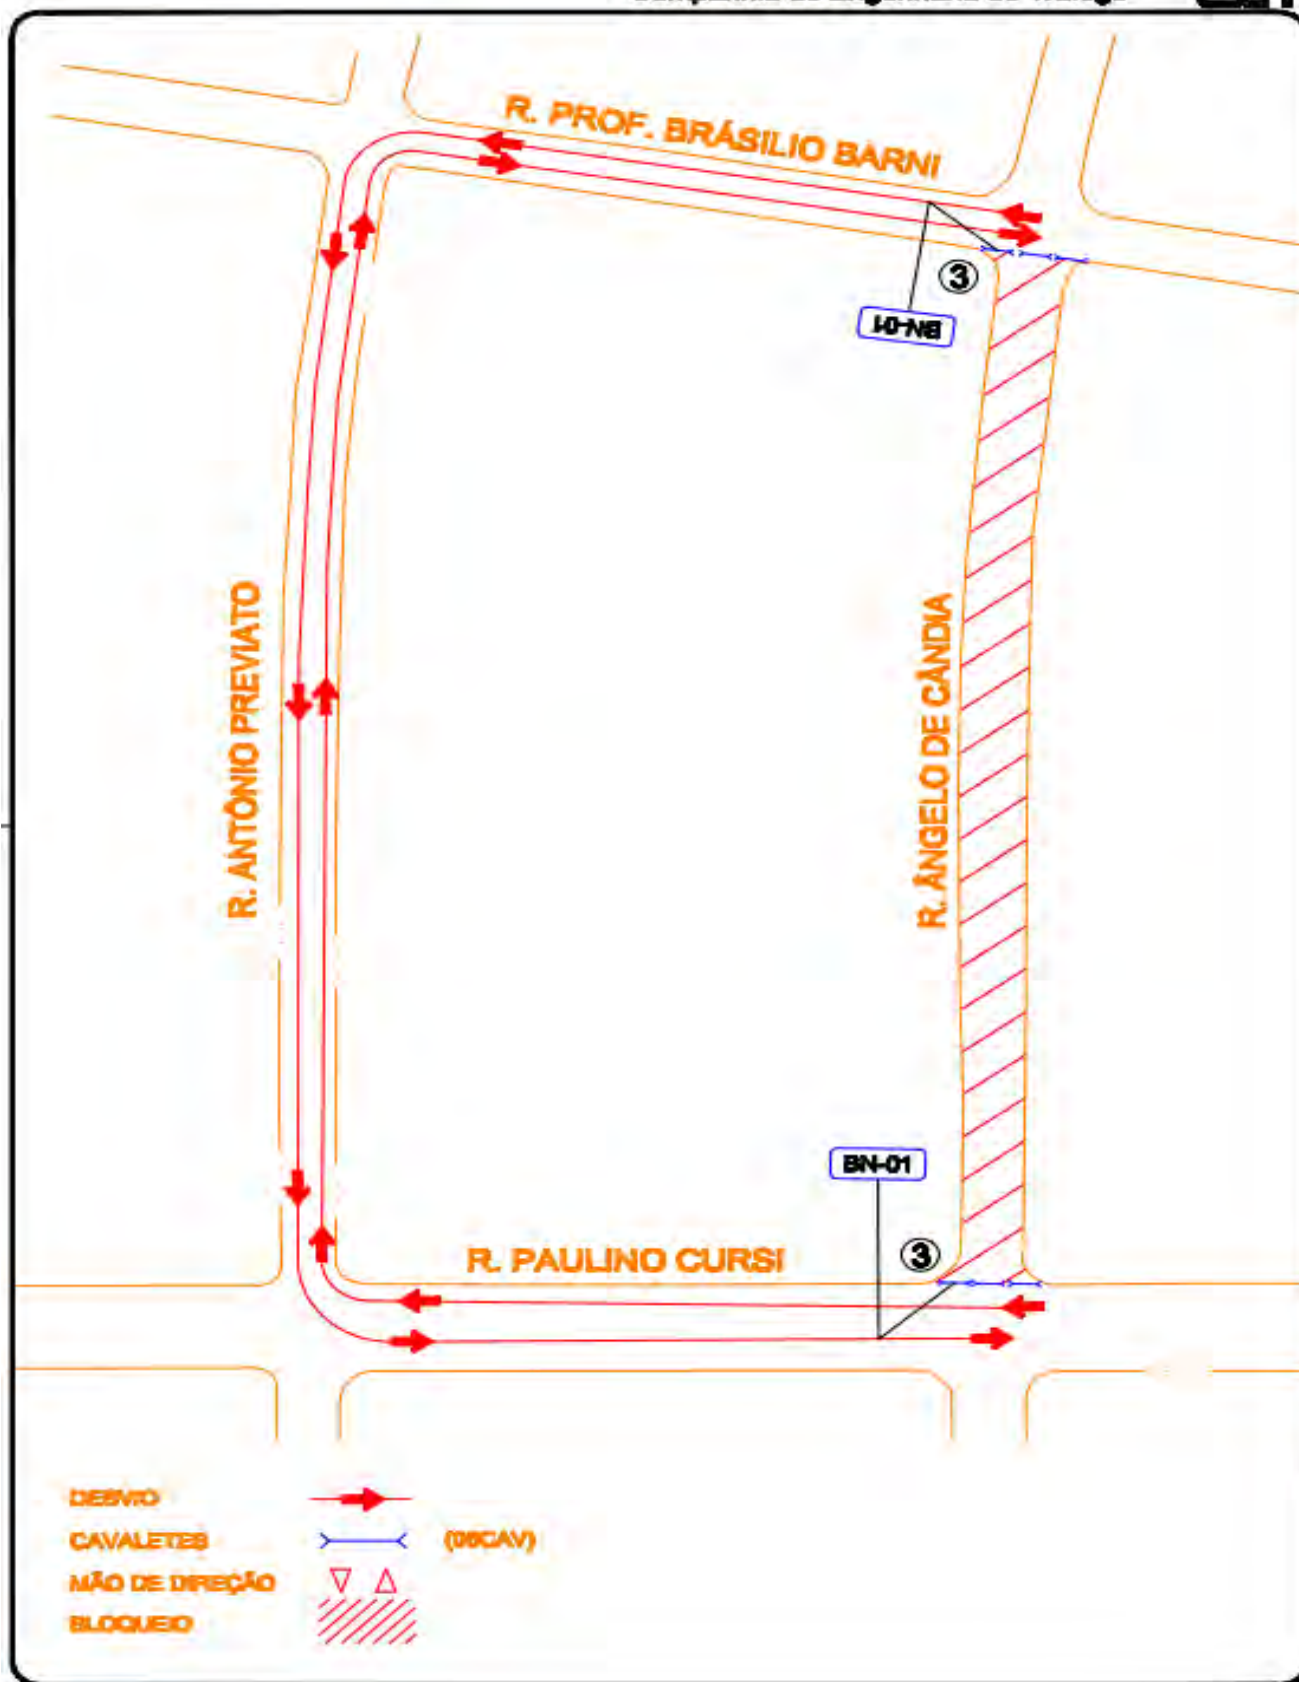 R. PROF. BRÁSILIO BARNI
3
BN-01
R. ANTÔNIO PREVIATO
R. ÂNGELO DE CÂNDIA
BN-01
3
R. PAULINO CURSI
DESVIO
CAVALETES (06CAV)
MÃO DE DIREÇÃO
BLOQUEIO